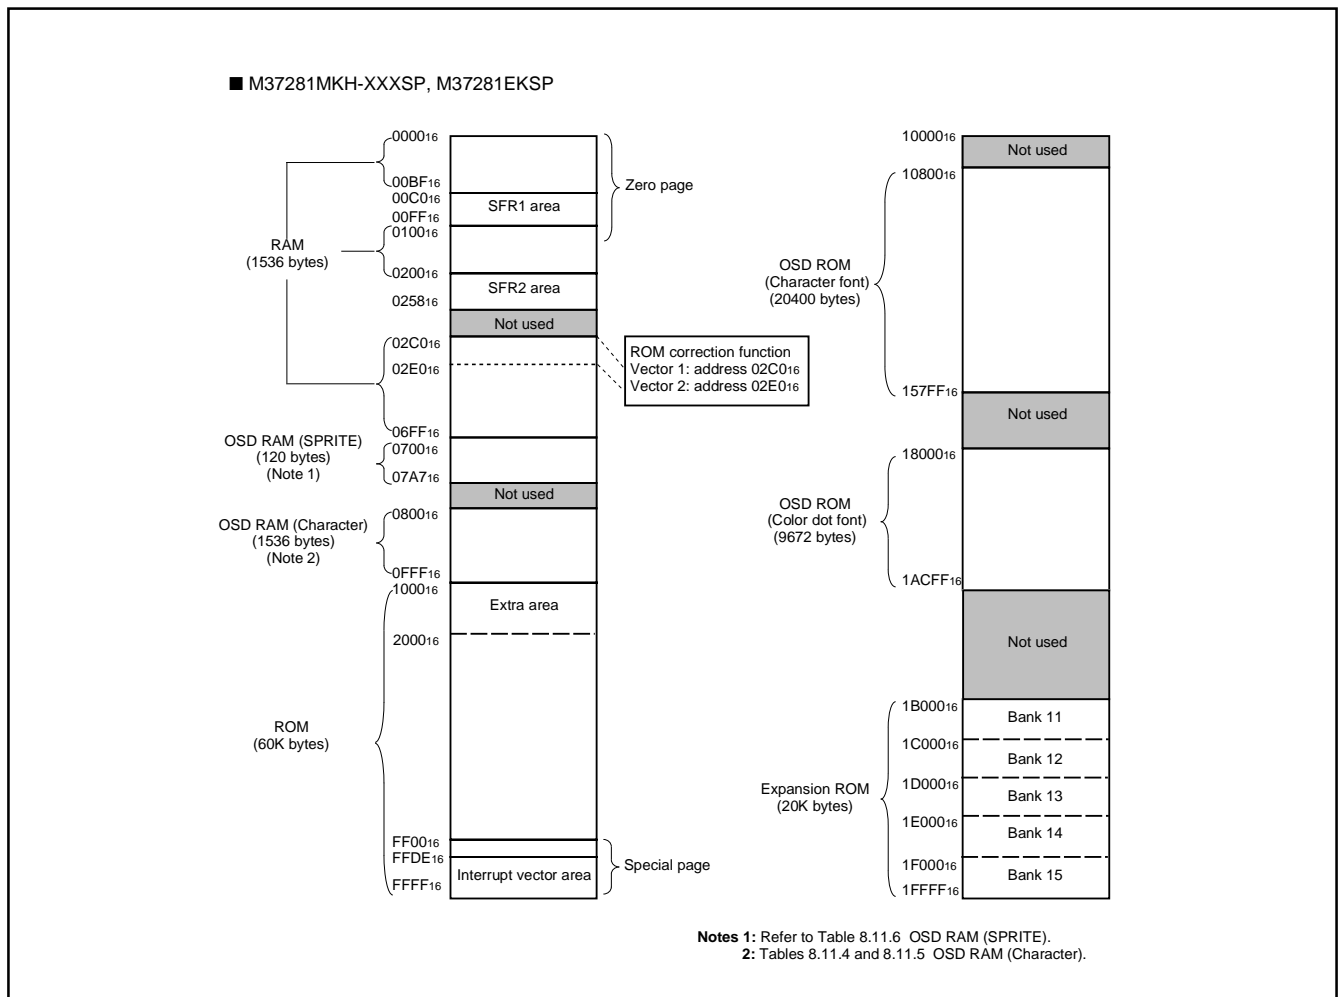 ■ M37281MKH-XXXSP, M37281EKSP
000016
00BF16
00C016
00FF16
010016
020016
025816
02C016
02E016
06FF16
070016
07A716
080016
0FFF16
100016
200016
FF0016
FFDE16
FFFF16
RAM
(1536 bytes)
OSD RAM (SPRITE)
(120 bytes)
(Note 1)
OSD RAM (Character)
(1536 bytes)
(Note 2)
ROM
(60K bytes)
SFR1 area
SFR2 area
Not used
Not used
Extra area
Interrupt vector area
Zero page
ROM correction function
Vector 1: address 02C016
Vector 2: address 02E016
Special page
1000016
1080016
157FF16
1800016
1ACFF16
1B00016
1C00016
1D00016
1E00016
1F00016
1FFFF16
OSD ROM
(Character font)
(20400 bytes)
OSD ROM
(Color dot font)
(9672 bytes)
Expansion ROM
(20K bytes)
Not used
Not used
Not used
Bank 11
Bank 12
Bank 13
Bank 14
Bank 15
Notes 1: Refer to Table 8.11.6 OSD RAM (SPRITE).
2: Tables 8.11.4 and 8.11.5 OSD RAM (Character).